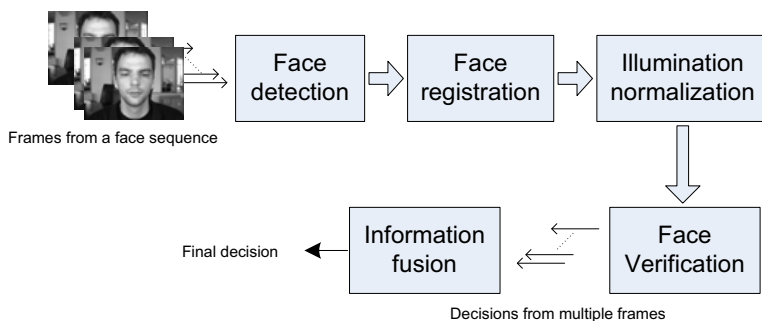 Face
detection
Face
registration
Illumination
normalization
Frames from a face sequence
Face
Verification
Information
fusion
Final decision
Decisions from multiple frames